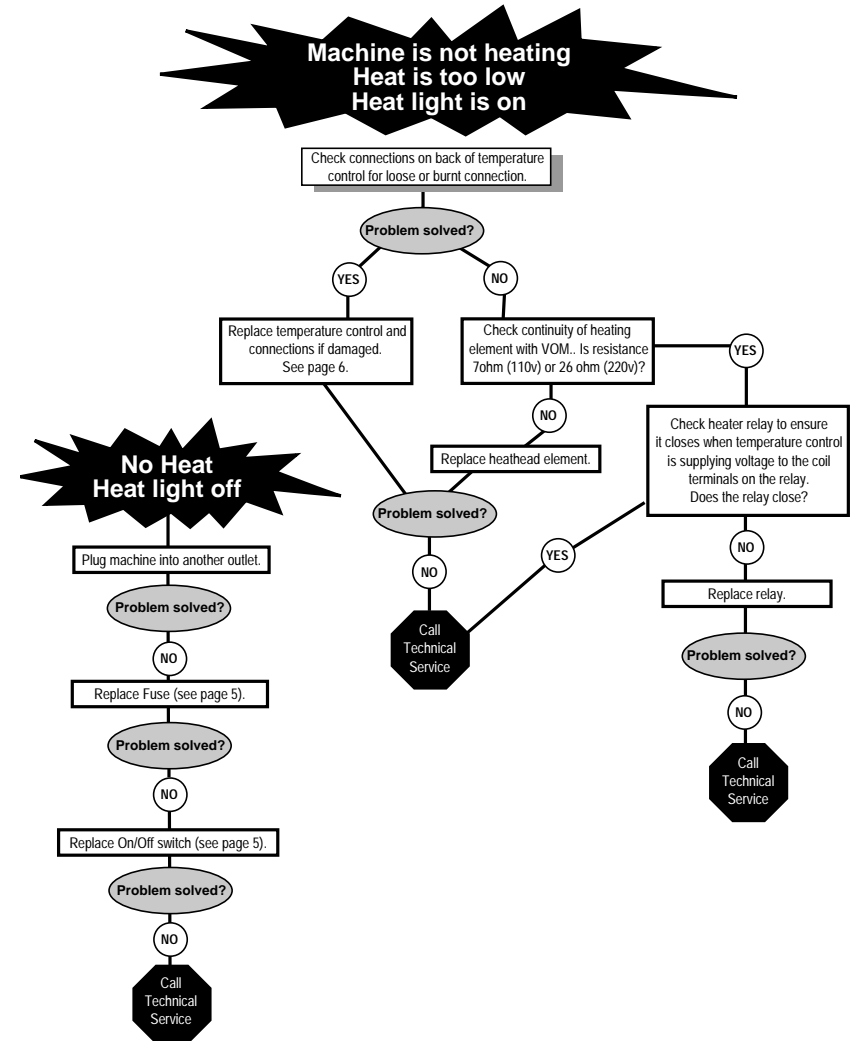 Machine is not heating
Heat is too low
Heat light is on
Check connections on back of temperature
control for loose or burnt connection.
Problem solved?
YES
NO
Replace temperature control and
connections if damaged.
See page 6.
Check continuity of heating
element with VOM.. Is resistance
7ohm (110v) or 26 ohm (220v)?
YES
NO
Replace heathead element.
Check heater relay to ensure
it closes when temperature control
is supplying voltage to the coil
terminals on the relay.
Does the relay close?
Problem solved?
NO
YES
Call
Technical
Service
NO
Replace relay.
Problem solved?
NO
Call
Technical
Service
No Heat
Heat light off
Plug machine into another outlet.
Problem solved?
NO
Replace Fuse (see page 5).
Problem solved?
NO
Replace On/Off switch (see page 5).
Problem solved?
NO
Call
Technical
Service